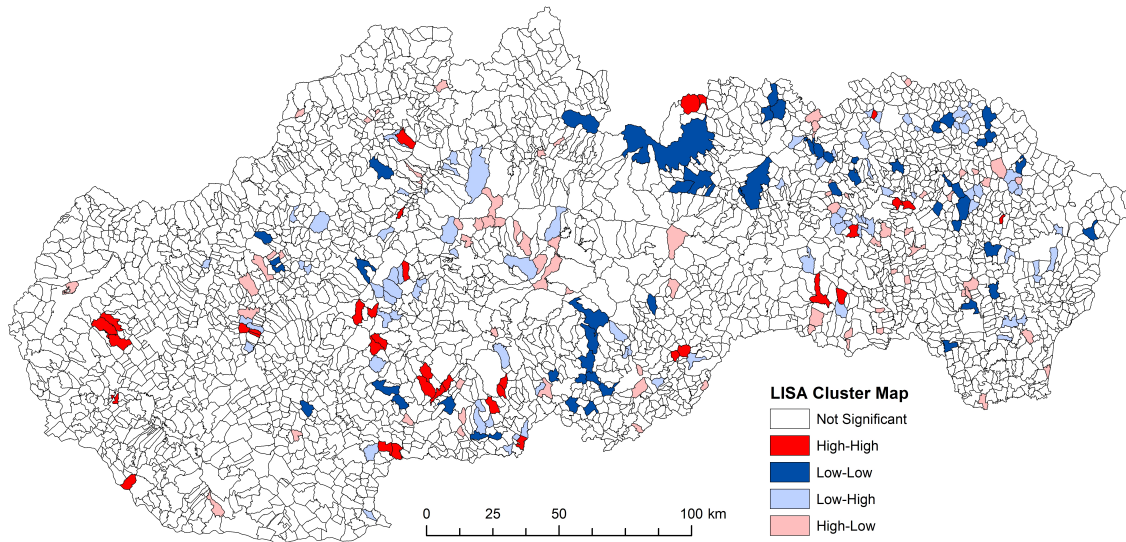 LISA Cluster Map
Not Significant
High-High
Low-Low
Low-High
High-Low
0 25 50 100 km